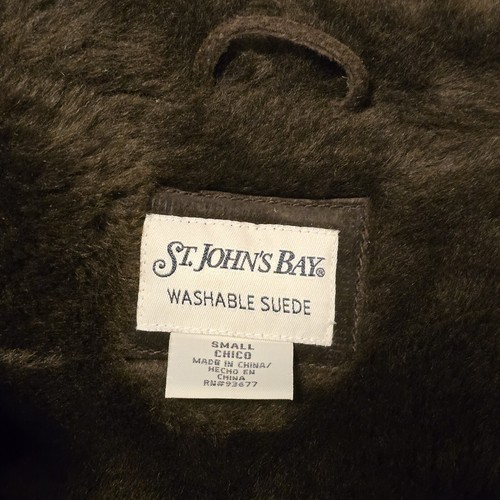 ST. JOHN'S BAY®
WASHABLE SUEDE
SMALL
CHICO
MADE IN CHINA/
HECHO EN
CHINA
RN#93677